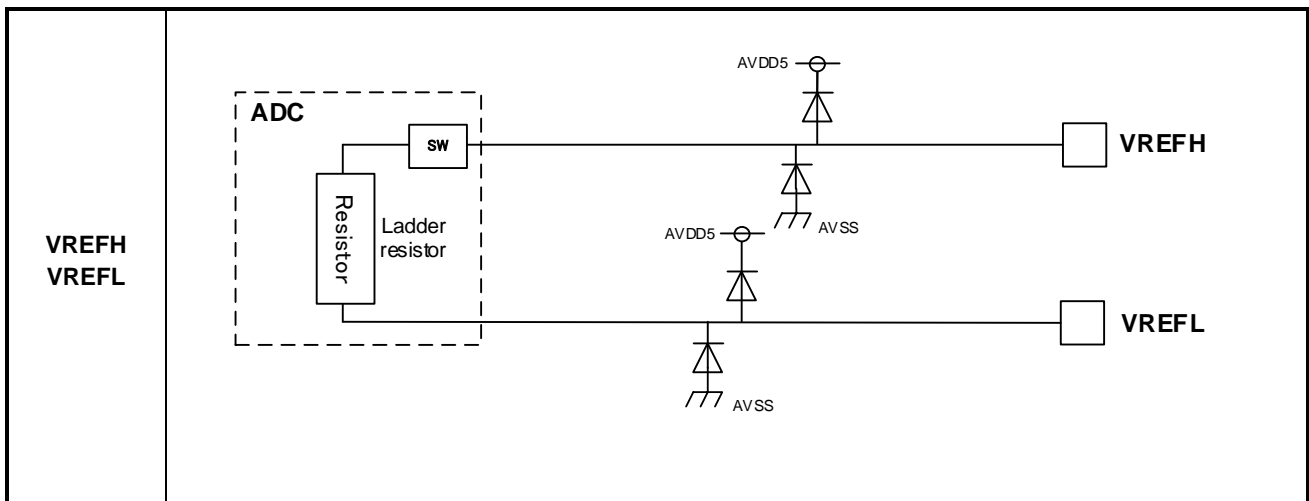 VREFH
VREFL
ADC
SW
Resistor
Ladder
resistor
AVDD5
AVSS
VREFH
AVDD5
AVSS
VREFL